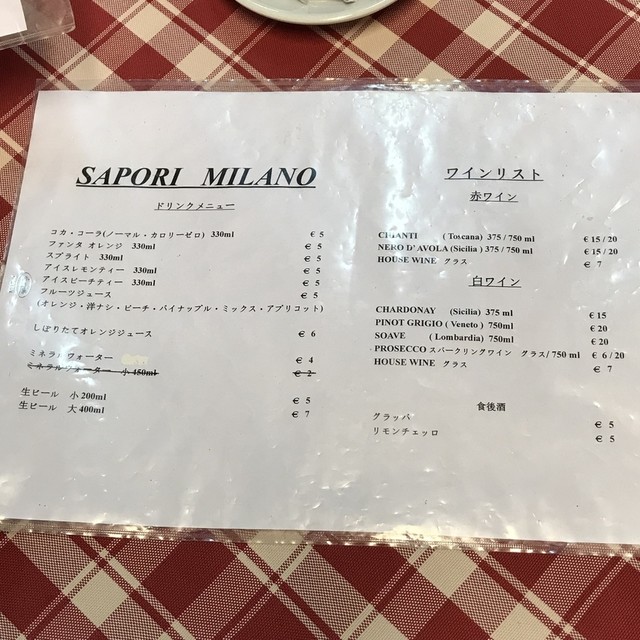 SAPORI MILANO
ドリンクメニュー
コカ・コーラ(ノーマル・カロリーゼロ) 330ml € 5
ファンタ オレンジ 330ml € 5
スプライト 330ml € 5
アイスレモンティー 330ml € 5
アイスピーチティー 330ml € 5
フルーツジュース € 5
(オレンジ・洋ナシ・ピーチ・パイナップル・ミックス・アプリコット)
しぼりたてオレンジジュース € 6
ミネラルウォーター € 4
ミネラルウォーター 小 450ml € 2
生ビール 小 200ml € 5
生ビール 大 400ml € 7
ワインリスト
赤ワイン
CHIANTI (Toscana) 375 / 750 ml € 15 / 20
NERO D' AVOLA (Sicilia) 375 / 750 ml € 15 / 20
HOUSE WINE グラス € 7
白ワイン
CHARDONAY (Sicilia) 375 ml € 15
PINOT GRIGIO (Veneto) 750ml € 20
SOAVE (Lombardia) 750ml € 20
PROSECCO スパークリングワイン グラス/ 750 ml € 6 / 20
HOUSE WINE グラス € 7
食後酒
グラッパ € 5
リモンチェッロ € 5